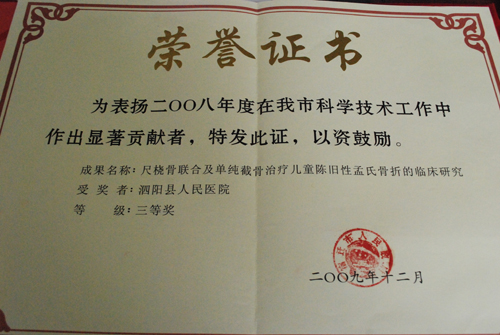 荣誉证书
为表扬二〇〇八年度在我市科学技术工作中
作出显著贡献者，特发此证，以资鼓励。
成果名称：尺桡骨联合及单纯截骨治疗儿童陈旧性孟氏骨折的临床研究
受奖者：泗阳县人民医院
等级：三等奖
二〇〇九年十二月